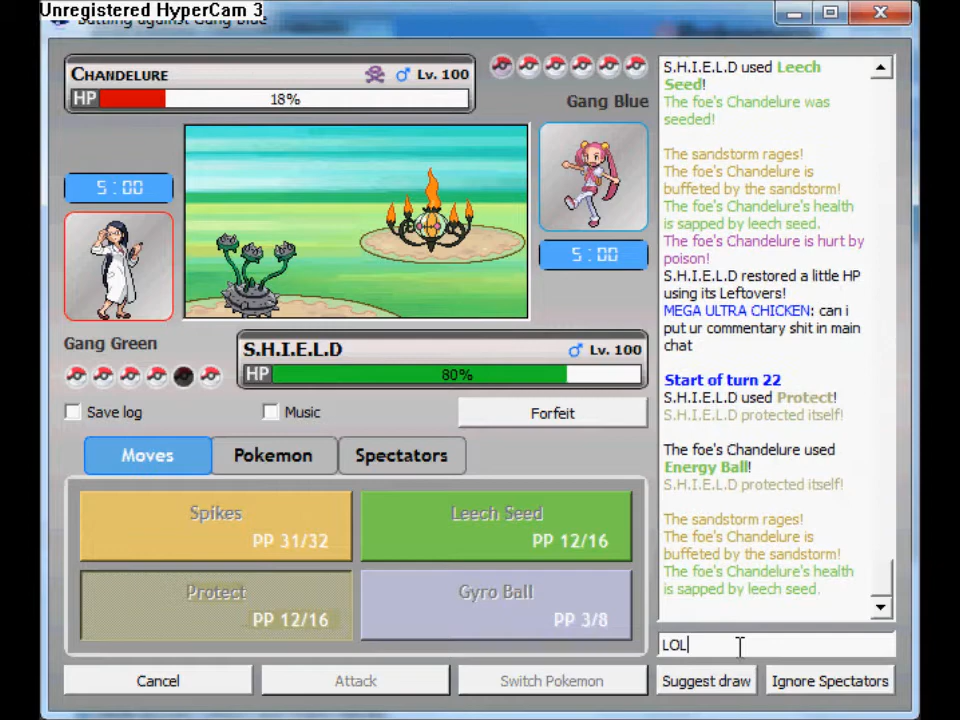 Unregistered HyperCam 3
Battling against Gang Blue
CHANDELURE Lv. 100
HP 18%
Gang Blue
5:00
5:00
Gang Green
S.H.I.E.L.D Lv. 100
HP 80%
Save log
Music
Forfeit
Moves
Pokemon
Spectators
Spikes
PP 31/32
Leech Seed
PP 12/16
Protect
PP 12/16
Gyro Ball
PP 3/8
Cancel
Attack
Switch Pokemon
S.H.I.E.L.D used Leech
Seed!
The foe's Chandelure was
seeded!
The sandstorm rages!
The foe's Chandelure is
buffeted by the sandstorm!
The foe's Chandelure's health
is sapped by leech seed.
The foe's Chandelure is hurt by
poison!
S.H.I.E.L.D restored a little HP
using its Leftovers!
MEGA ULTRA CHICKEN: can i
put ur commentary shit in main
chat
Start of turn 22
S.H.I.E.L.D used Protect!
S.H.I.E.L.D protected itself!
The foe's Chandelure used
Energy Ball!
S.H.I.E.L.D protected itself!
The sandstorm rages!
The foe's Chandelure is
buffeted by the sandstorm!
The foe's Chandelure's health
is sapped by leech seed.
LOL
Suggest draw
Ignore Spectators